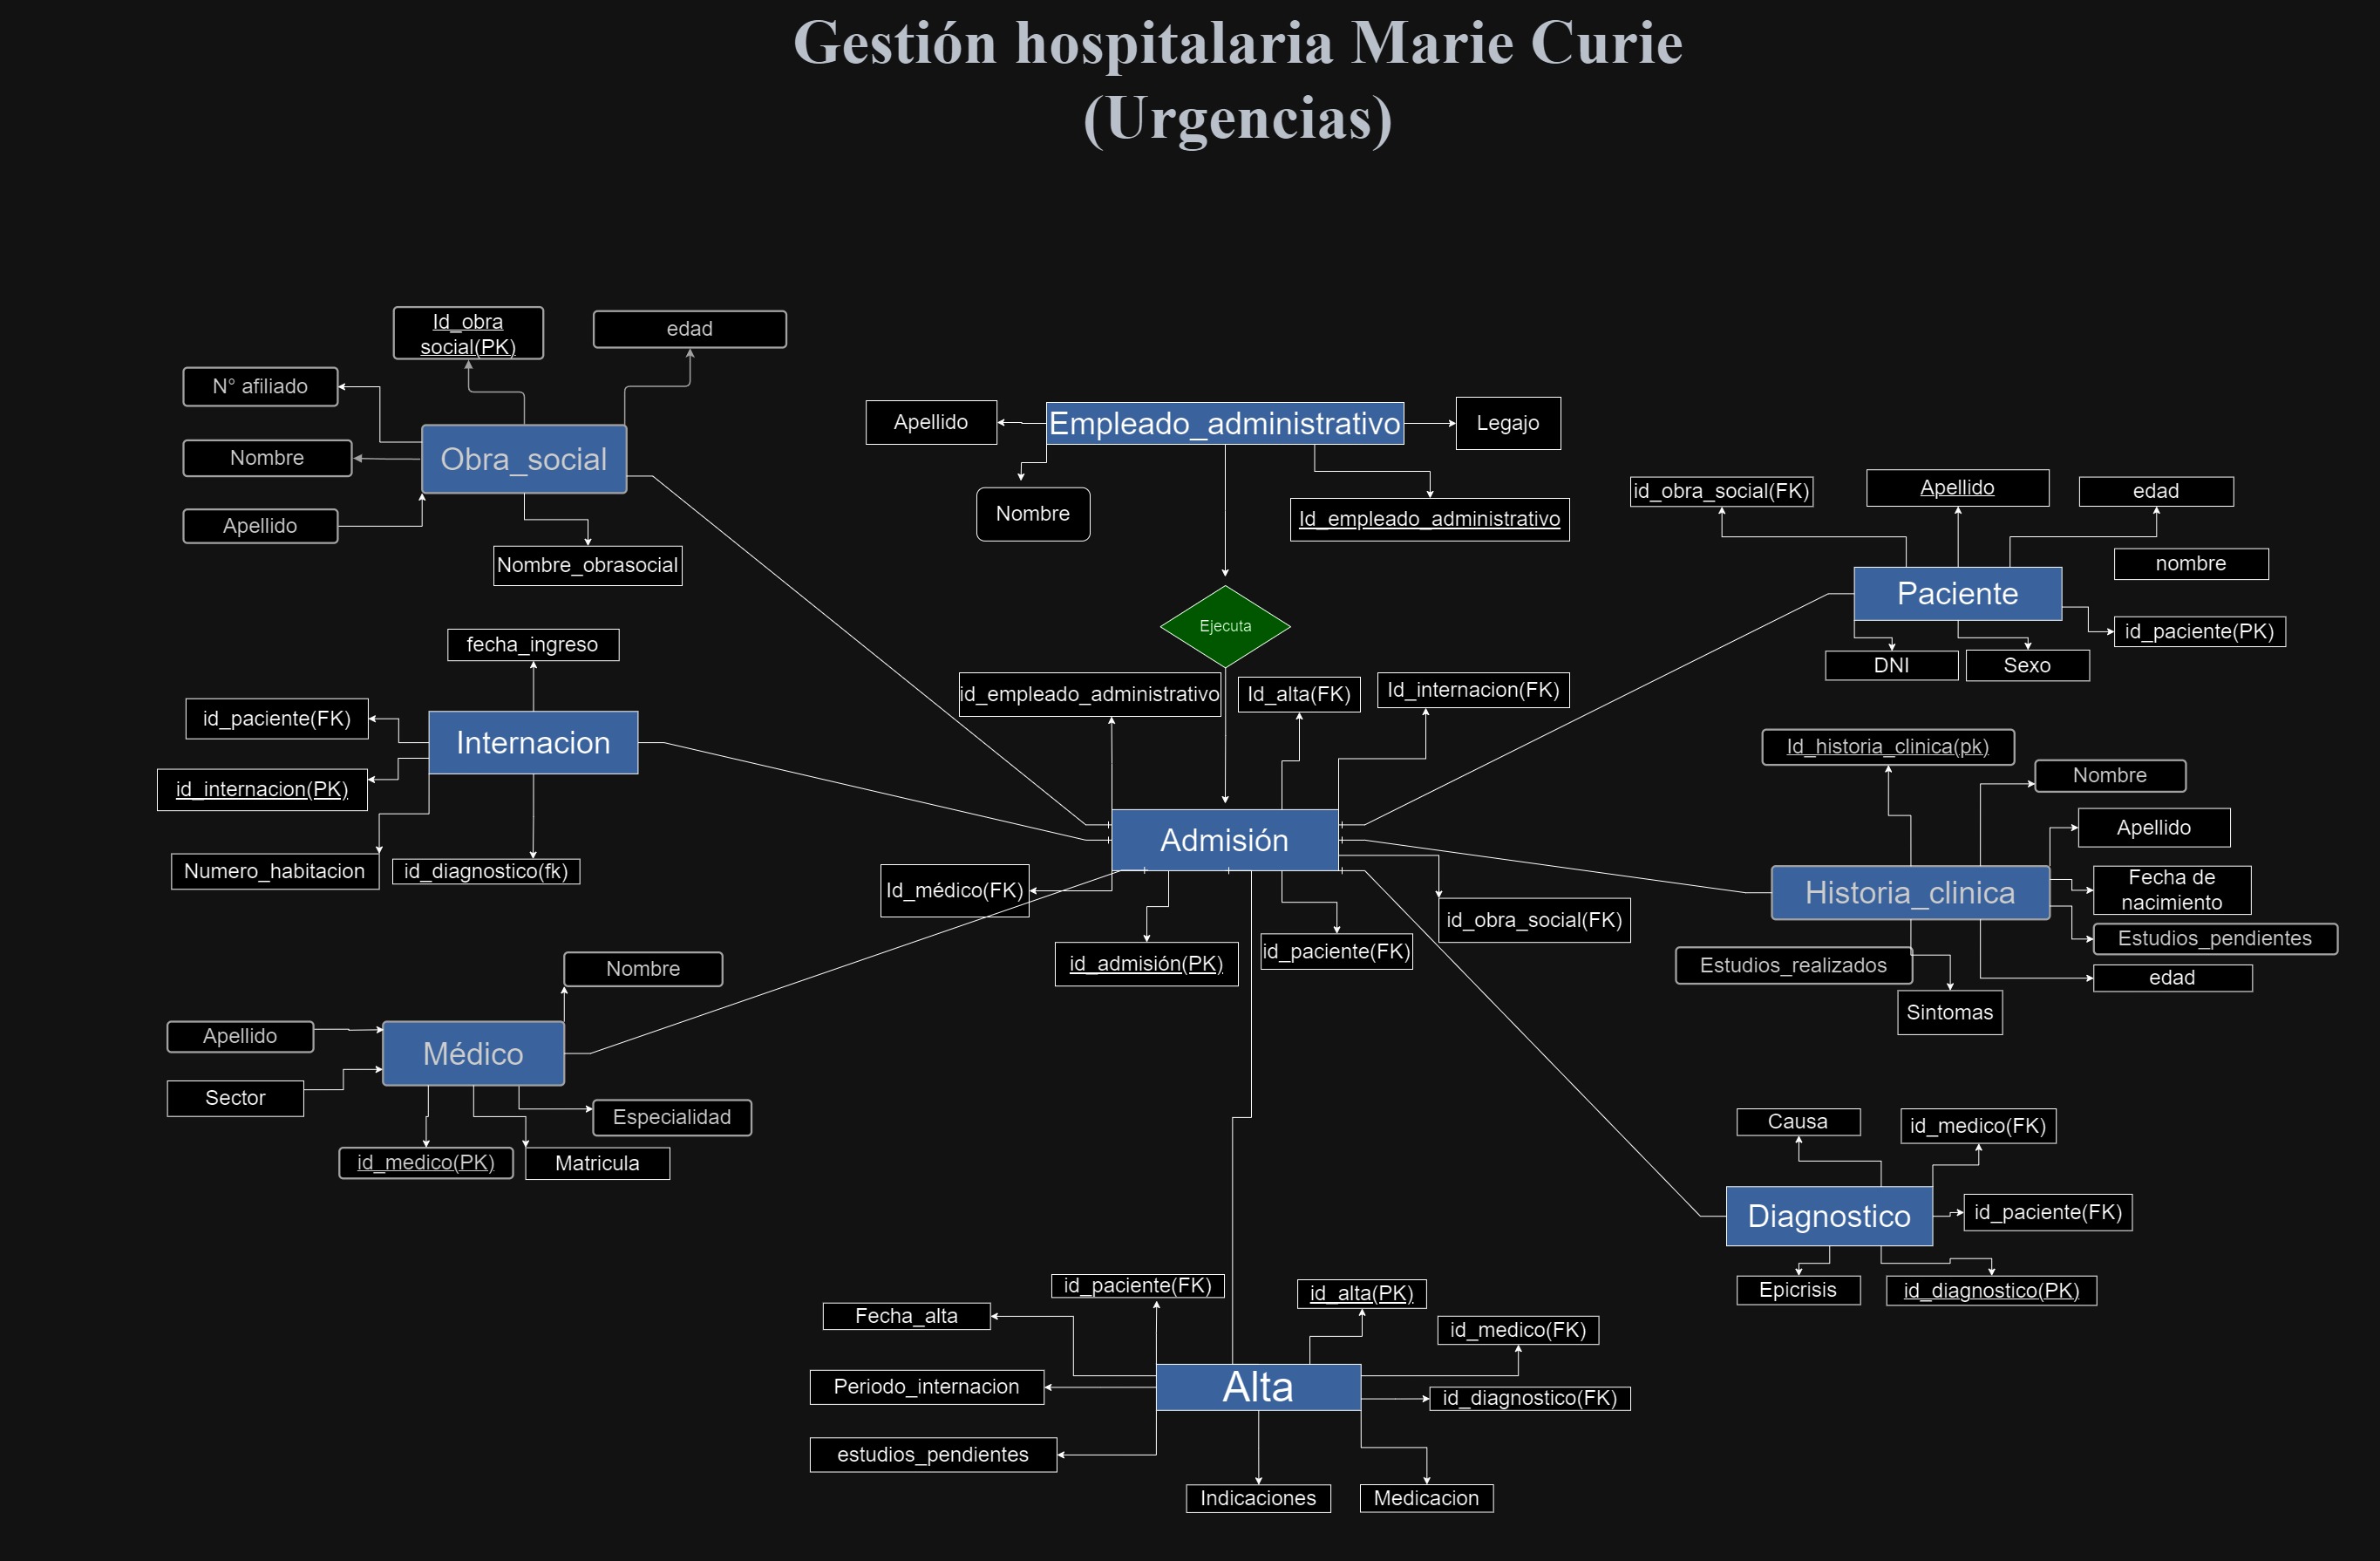 Gestión hospitalaria Marie Curie
(Urgencias)
Id_obra
social(PK)
edad
N° afiliado
Nombre
Obra_social
Apellido
Nombre_obrasocial
Apellido
Empleado_administrativo
Legajo
Nombre
Id_empleado_administrativo
Ejecuta
id_obra_social(FK)
Apellido
edad
nombre
Paciente
id_paciente(PK)
DNI
Sexo
fecha_ingreso
id_paciente(FK)
Internacion
id_internacion(PK)
Numero_habitacion
id_diagnostico(fk)
id_empleado_administrativo
Id_alta(FK)
Id_internacion(FK)
Admisión
Id_médico(FK)
id_admisión(PK)
id_paciente(FK)
id_obra_social(FK)
Id_historia_clinica(pk)
Nombre
Apellido
Historia_clinica
Fecha de
nacimiento
Estudios_pendientes
Estudios_realizados
edad
Sintomas
Nombre
Apellido
Médico
Sector
Especialidad
id_medico(PK)
Matricula
Causa
id_medico(FK)
Diagnostico
id_paciente(FK)
Epicrisis
id_diagnostico(PK)
id_paciente(FK)
id_alta(PK)
Fecha_alta
id_medico(FK)
Periodo_internacion
Alta
id_diagnostico(FK)
estudios_pendientes
Indicaciones
Medicacion